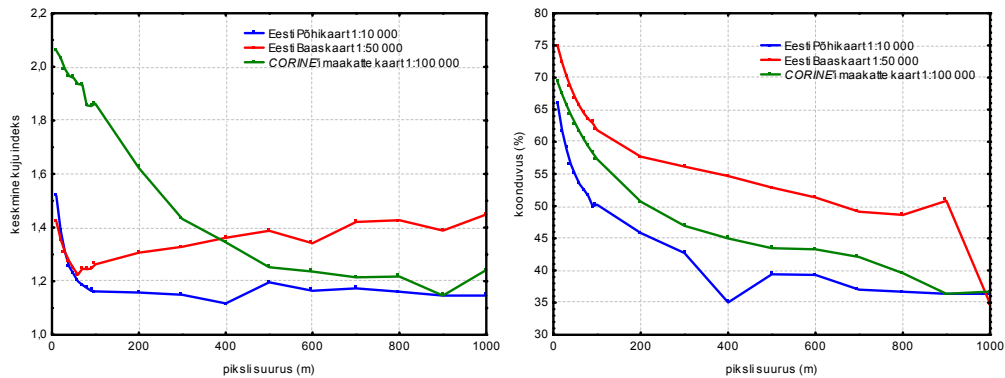 2,2
2,0
1,8
1,6
1,4
1,2
1,0
keskmine kuju indeks
Eesti Põhikaart 1:10 000
Eesti Baaskaart 1:50 000
CORINE'i maakatte kaart 1:100 000
0 200 400 600 800 1000
piksli suurus (m)
80
75
70
65
60
55
50
45
40
35
30
koonduvus (%)
Eesti Põhikaart 1:10 000
Eesti Baaskaart 1:50 000
CORINE'i maakatte kaart 1:100 000
0 200 400 600 800 1000
piksli suurus (m)